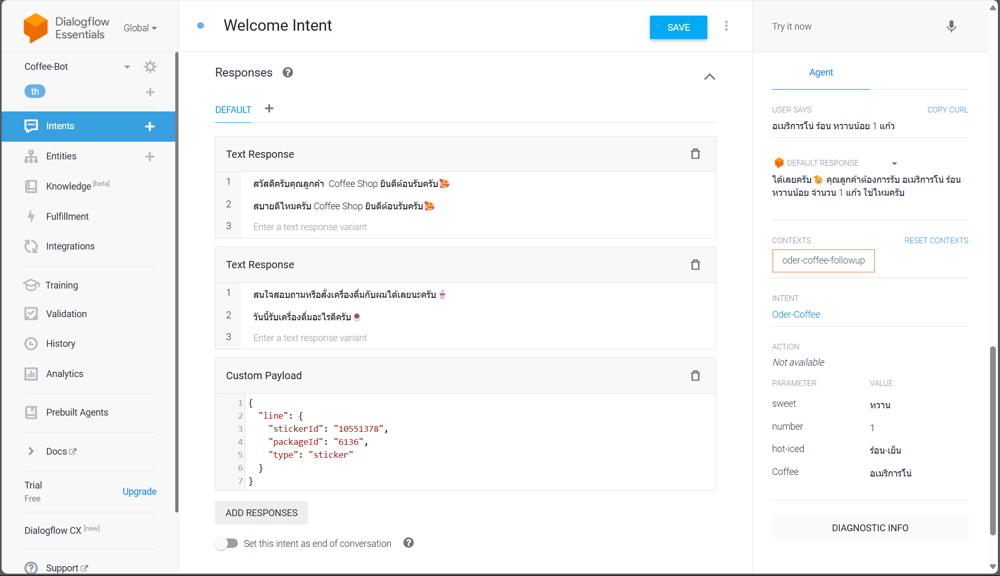 Dialogflow
Essentials
Global
Coffee-Bot
th
Intents
Entities
Knowledge [beta]
Fulfillment
Integrations
Training
Validation
History
Analytics
Prebuilt Agents
Docs
Trial
Free
Upgrade
Dialogflow CX [new]
Support
Welcome Intent
SAVE
Responses
DEFAULT
Text Response
1 สวัสดีครับคุณลูกค้า Coffee Shop ยินดีต้อนรับครับ🥰
2 สบายดีไหมครับ Coffee Shop ยินดีต้อนรับครับ🥰
3 Enter a text response variant
Text Response
1 สนใจสอบถามหรือสั่งเครื่องดื่มกับผมได้เลยนะครับ🥤
2 วันนี้รับเครื่องดื่มอะไรดีครับ☕
3 Enter a text response variant
Custom Payload
1 {
2 "line": {
3 "stickerId": "10551378",
4 "packageId": "6136",
5 "type": "sticker"
6 }
7 }
ADD RESPONSES
Set this intent as end of conversation
Try it now
Agent
USER SAYS COPY CURL
อเมริการโน่ ร้อน หวานน้อย 1 แก้ว
DEFAULT RESPONSE
ได้เลยครับ🫡 คุณลูกค้าต้องการรับ อเมริการโน่ ร้อน
หวานน้อย จำนวน 1 แก้ว ใช่ไหมครับ
CONTEXTS RESET CONTEXTS
oder-coffee-followup
INTENT
Oder-Coffee
ACTION
Not available
PARAMETER VALUE
sweet หวาน
number 1
hot-iced ร้อน-เย็น
Coffee อเมริการโน่
DIAGNOSTIC INFO